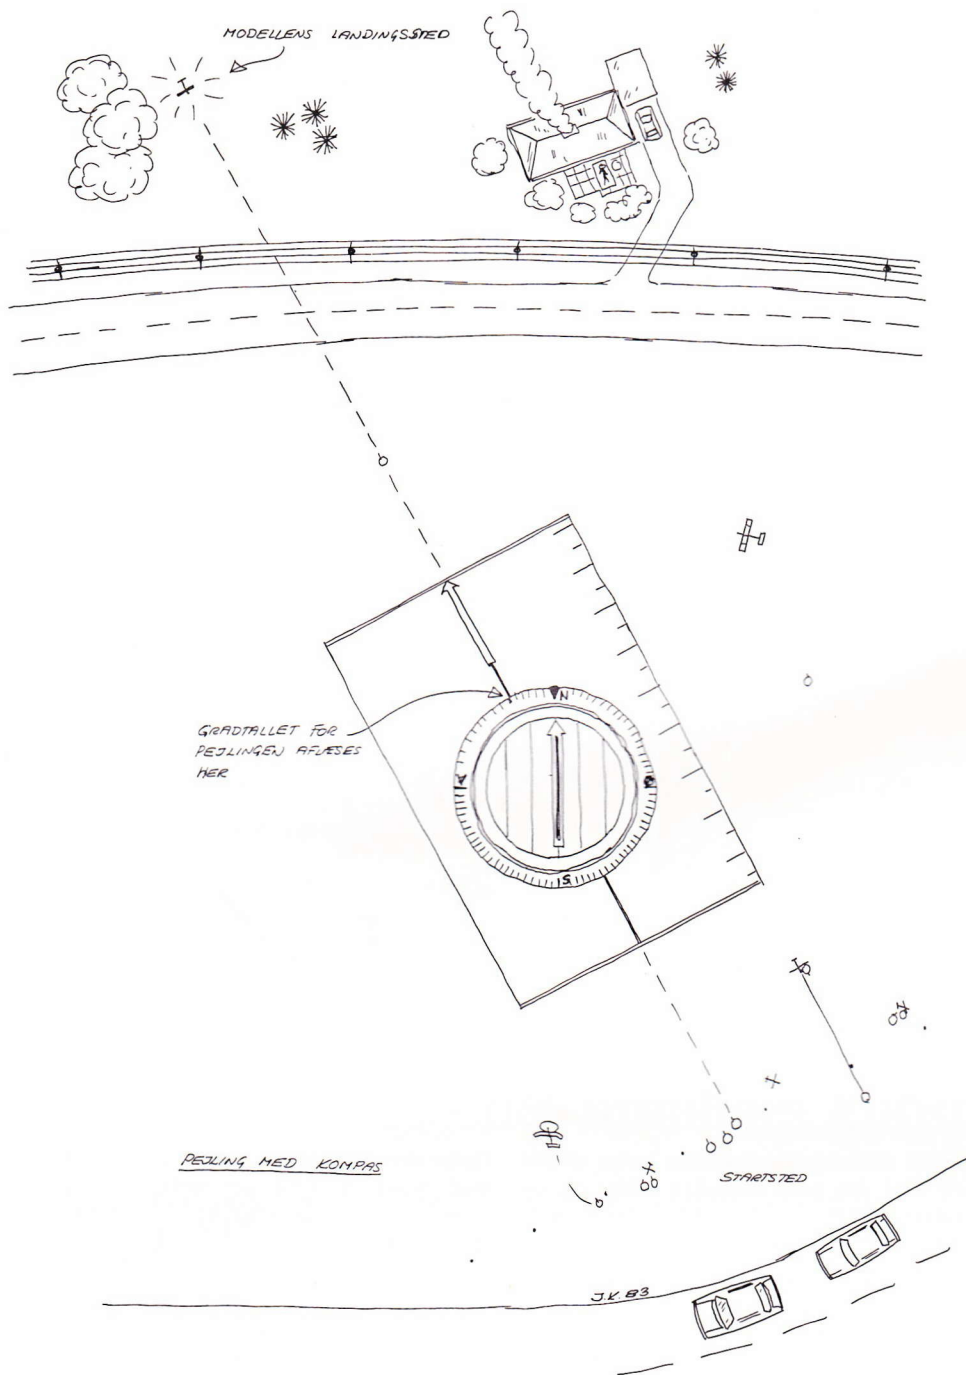 MODELLENS LANDINGSSTED
GRADTALLET FOR
PEJLINGEN AFLÆSES
HER
N
S
PEJLING MED KOMPAS
STARTSTED
J.K. 83